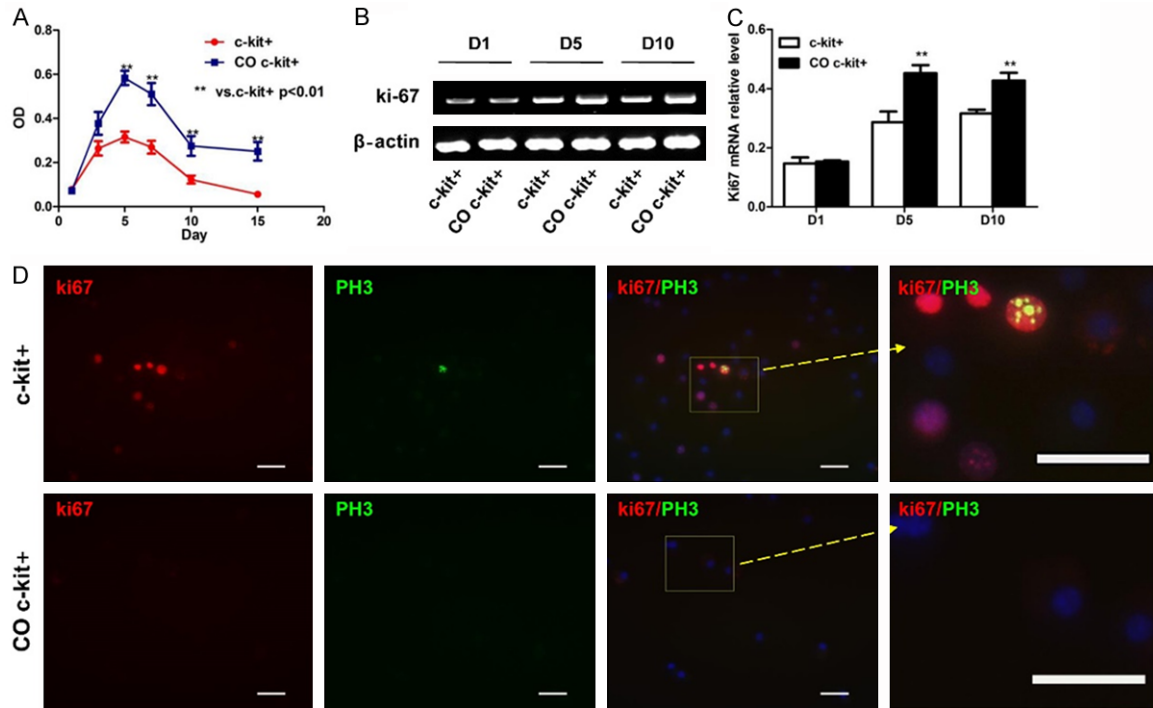 A
c-kit+
CO c-kit+
** vs.c-kit+ p<0.01
OD
0.8
0.6
0.4
0.2
0.0
**
**
**
**
0 5 10 15 20
Day
B
D1 D5 D10
ki-67
β-actin
c-kit+ CO c-kit+ c-kit+ CO c-kit+ c-kit+ CO c-kit+
C
c-kit+
CO c-kit+
Ki67 mRNA relative level
0.6
0.4
0.2
0.0
**
**
D1 D5 D10
D
c-kit+
ki67 PH3 ki67/PH3 ki67/PH3
CO c-kit+
ki67 PH3 ki67/PH3 ki67/PH3